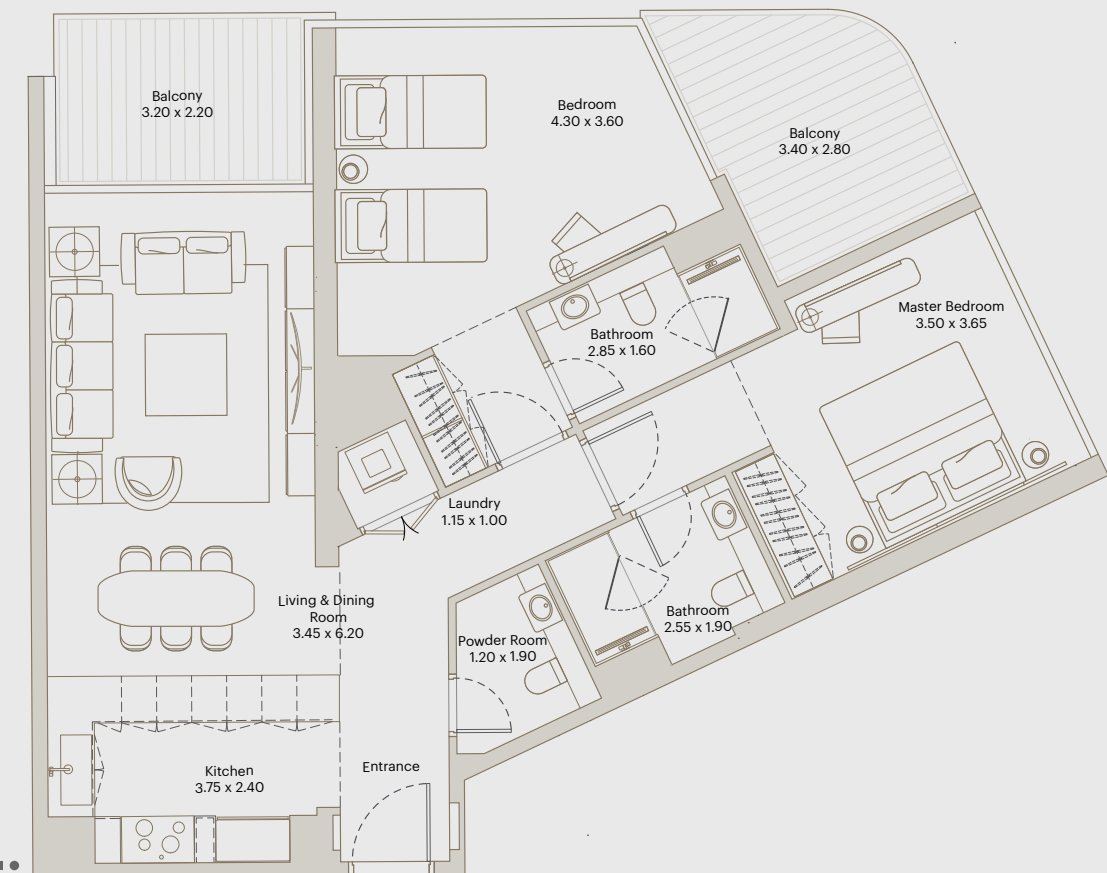 Balcony
3.20 x 2.20
Bedroom
4.30 x 3.60
Balcony
3.40 x 2.80
Master Bedroom
3.50 x 3.65
Bathroom
2.85 x 1.60
Laundry
1.15 x 1.00
Living & Dining
Room
3.45 x 6.20
Bathroom
2.55 x 1.90
Powder Room
1.20 x 1.90
Kitchen
3.75 x 2.40
Entrance